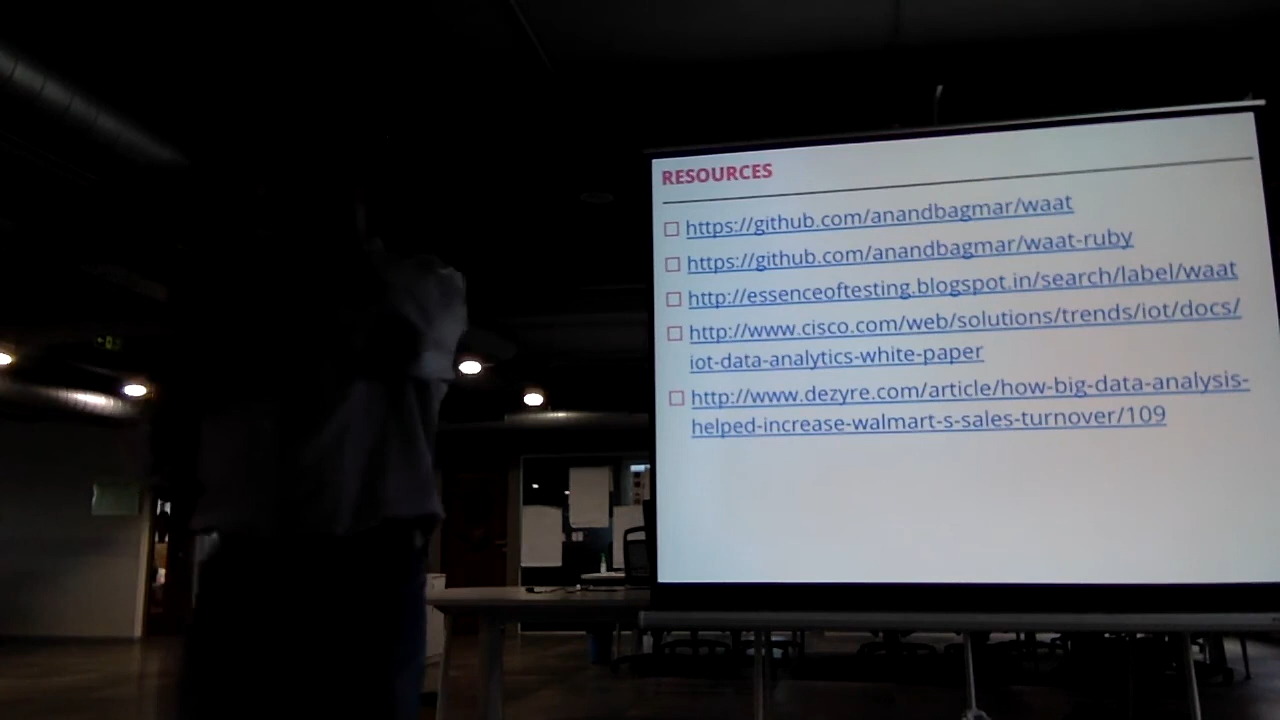 RESOURCES
https://github.com/anandbagmar/waat
https://github.com/anandbagmar/waat-ruby
http://essenceoftesting.blogspot.in/search/label/waat
http://www.cisco.com/web/solutions/trends/iot/docs/
iot-data-analytics-white-paper
http://www.dezyre.com/article/how-big-data-analysis-
helped-increase-walmart-s-sales-turnover/109